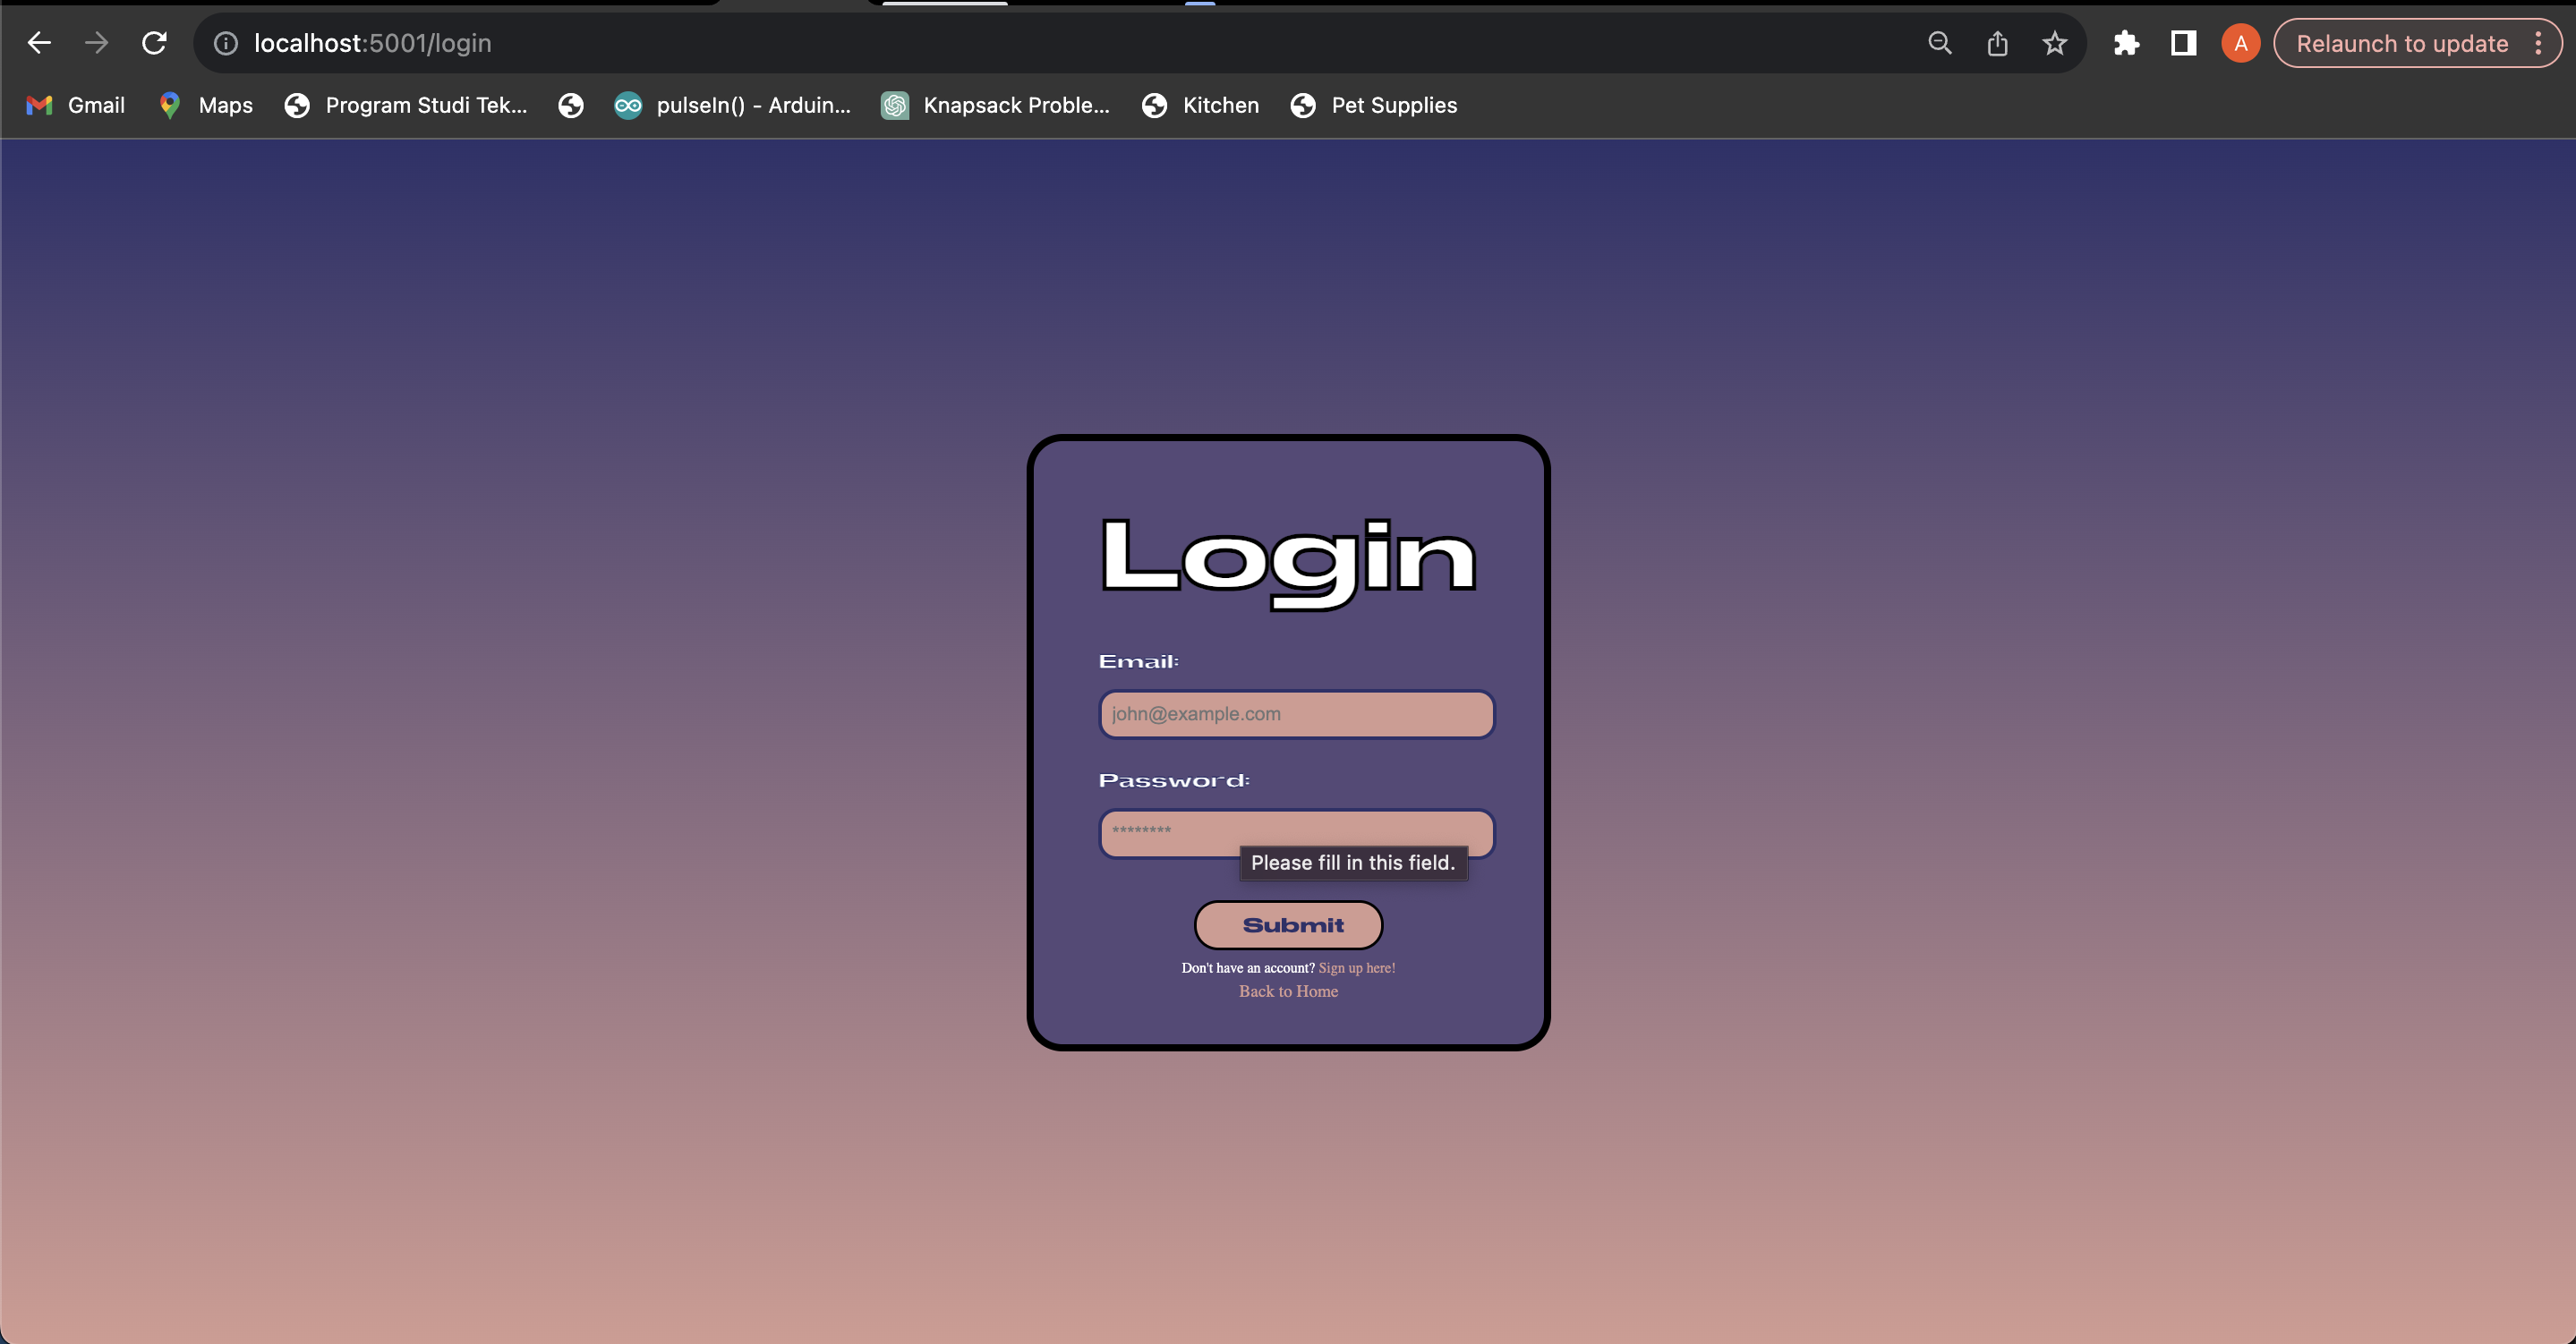 localhost:5001/login
A
Relaunch to update
Gmail
Maps
Program Studi Tek...
pulseIn() - Arduin...
Knapsack Proble...
Kitchen
Pet Supplies
Login
Email:
john@example.com
Password:
********
Please fill in this field.
Submit
Don't have an account? Sign up here!
Back to Home